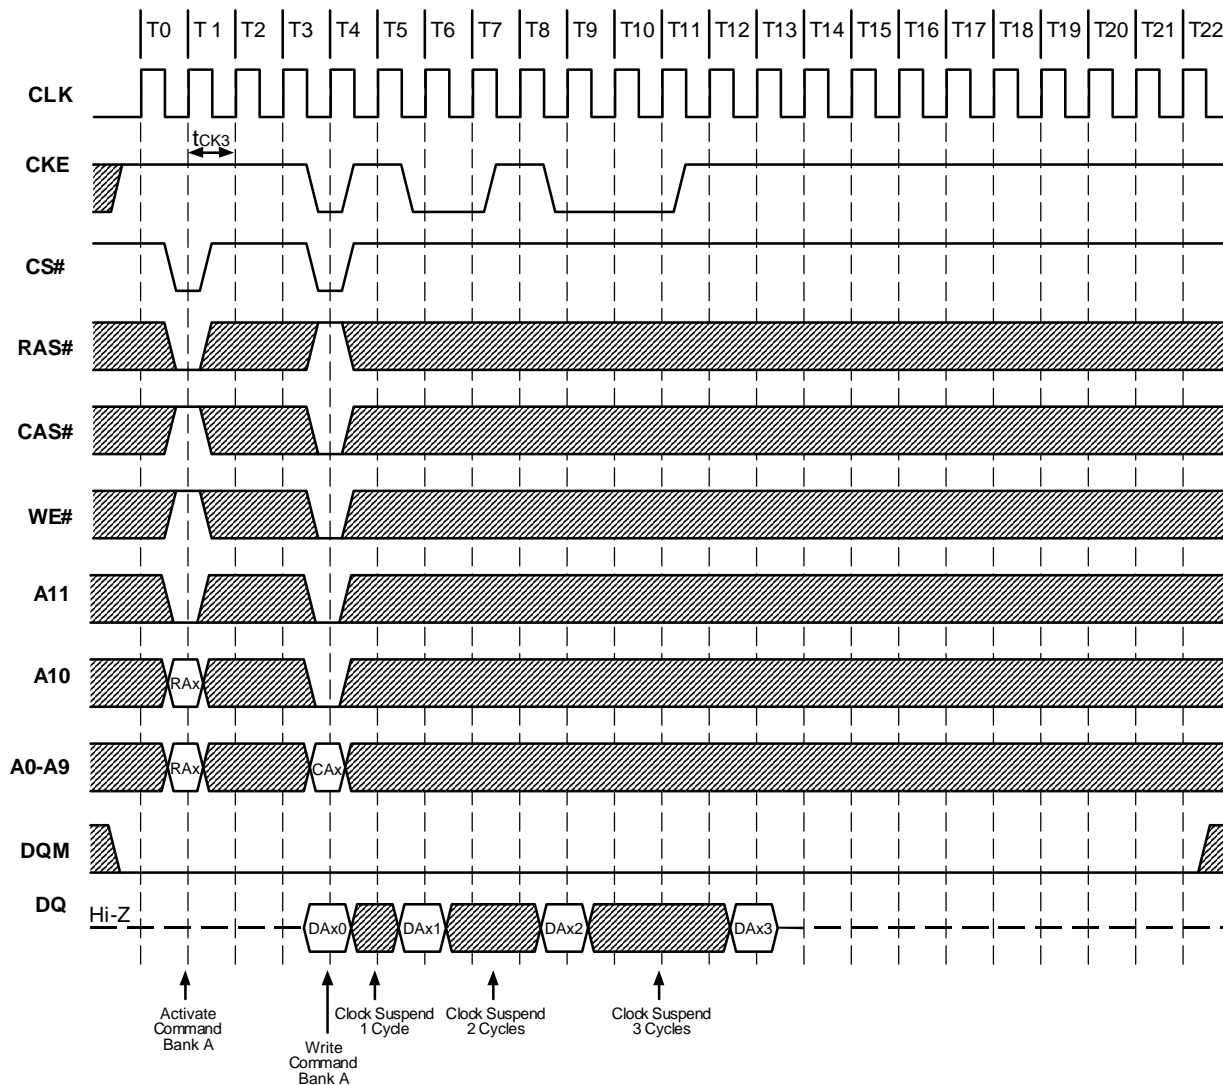 T0 T1 T2 T3 T4 T5 T6 T7 T8 T9 T10 T11 T12 T13 T14 T15 T16 T17 T18 T19 T20 T21 T22
CLK
tCK3
CKE
CS#
RAS#
CAS#
WE#
A11
A10
RAx
A0-A9
RAx CAx
DQM
DQ
Hi-Z
DAx0 DAx1 DAx2 DAx3
Activate
Command
Bank A
Write
Command
Bank A
Clock Suspend
1 Cycle
Clock Suspend
2 Cycles
Clock Suspend
3 Cycles